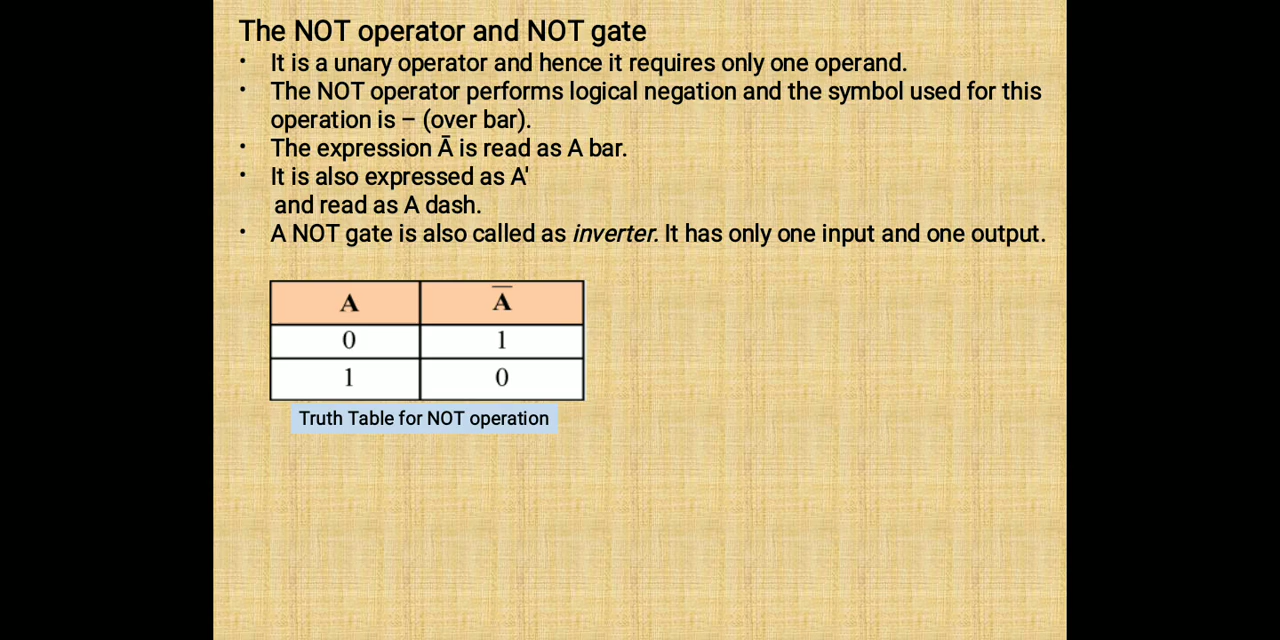 The NOT operator and NOT gate
• It is a unary operator and hence it requires only one operand.
• The NOT operator performs logical negation and the symbol used for this
operation is – (over bar).
• The expression Ā is read as A bar.
• It is also expressed as A'
and read as A dash.
• A NOT gate is also called as inverter. It has only one input and one output.
A Ā
0 1
1 0
Truth Table for NOT operation